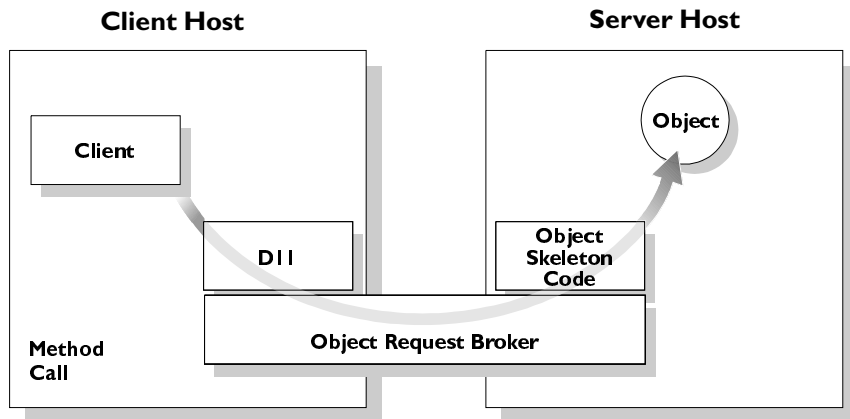 Client Host
Server Host
Client
Object
DII
Object
Skeleton
Code
Object Request Broker
Method
Call